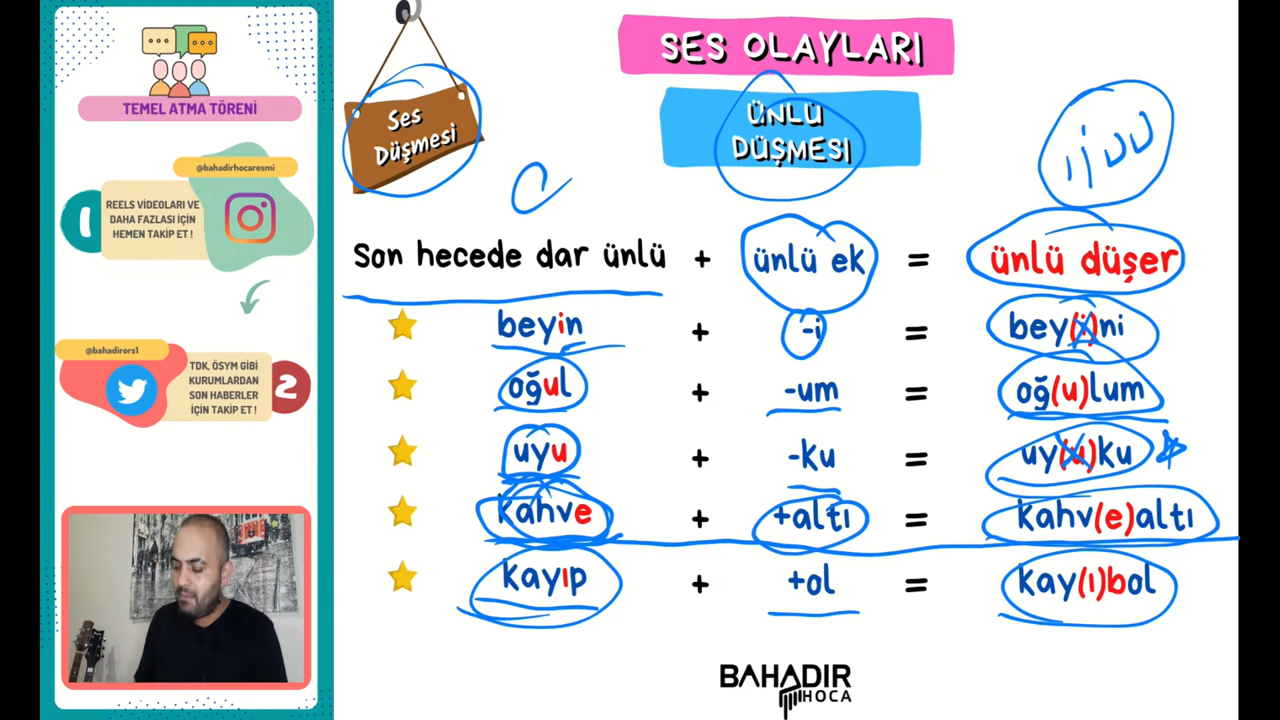 TEMEL ATMA TÖRENİ
@bahadirhocaresmi
1
REELS VİDEOLARI VE
DAHA FAZLASI İÇİN
HEMEN TAKİP ET !
@bahadirors1
TDK, ÖSYM GİBİ
KURUMLARDAN
SON HABERLER
İÇİN TAKİP ET !
2
SES OLAYLARI
Ses
Düşmesi
ÜNLÜ
DÜŞMESI
ı i u ü
Son hecede dar ünlü + ünlü ek = ünlü düşer
beyin + -i = bey(i)ni
oğul + -um = oğ(u)lum
uyu + -ku = uy(u)ku
kahve + +altı = kahv(e)altı
kayıp + +ol = kay(ı)bol
BAHADIR
HOCA